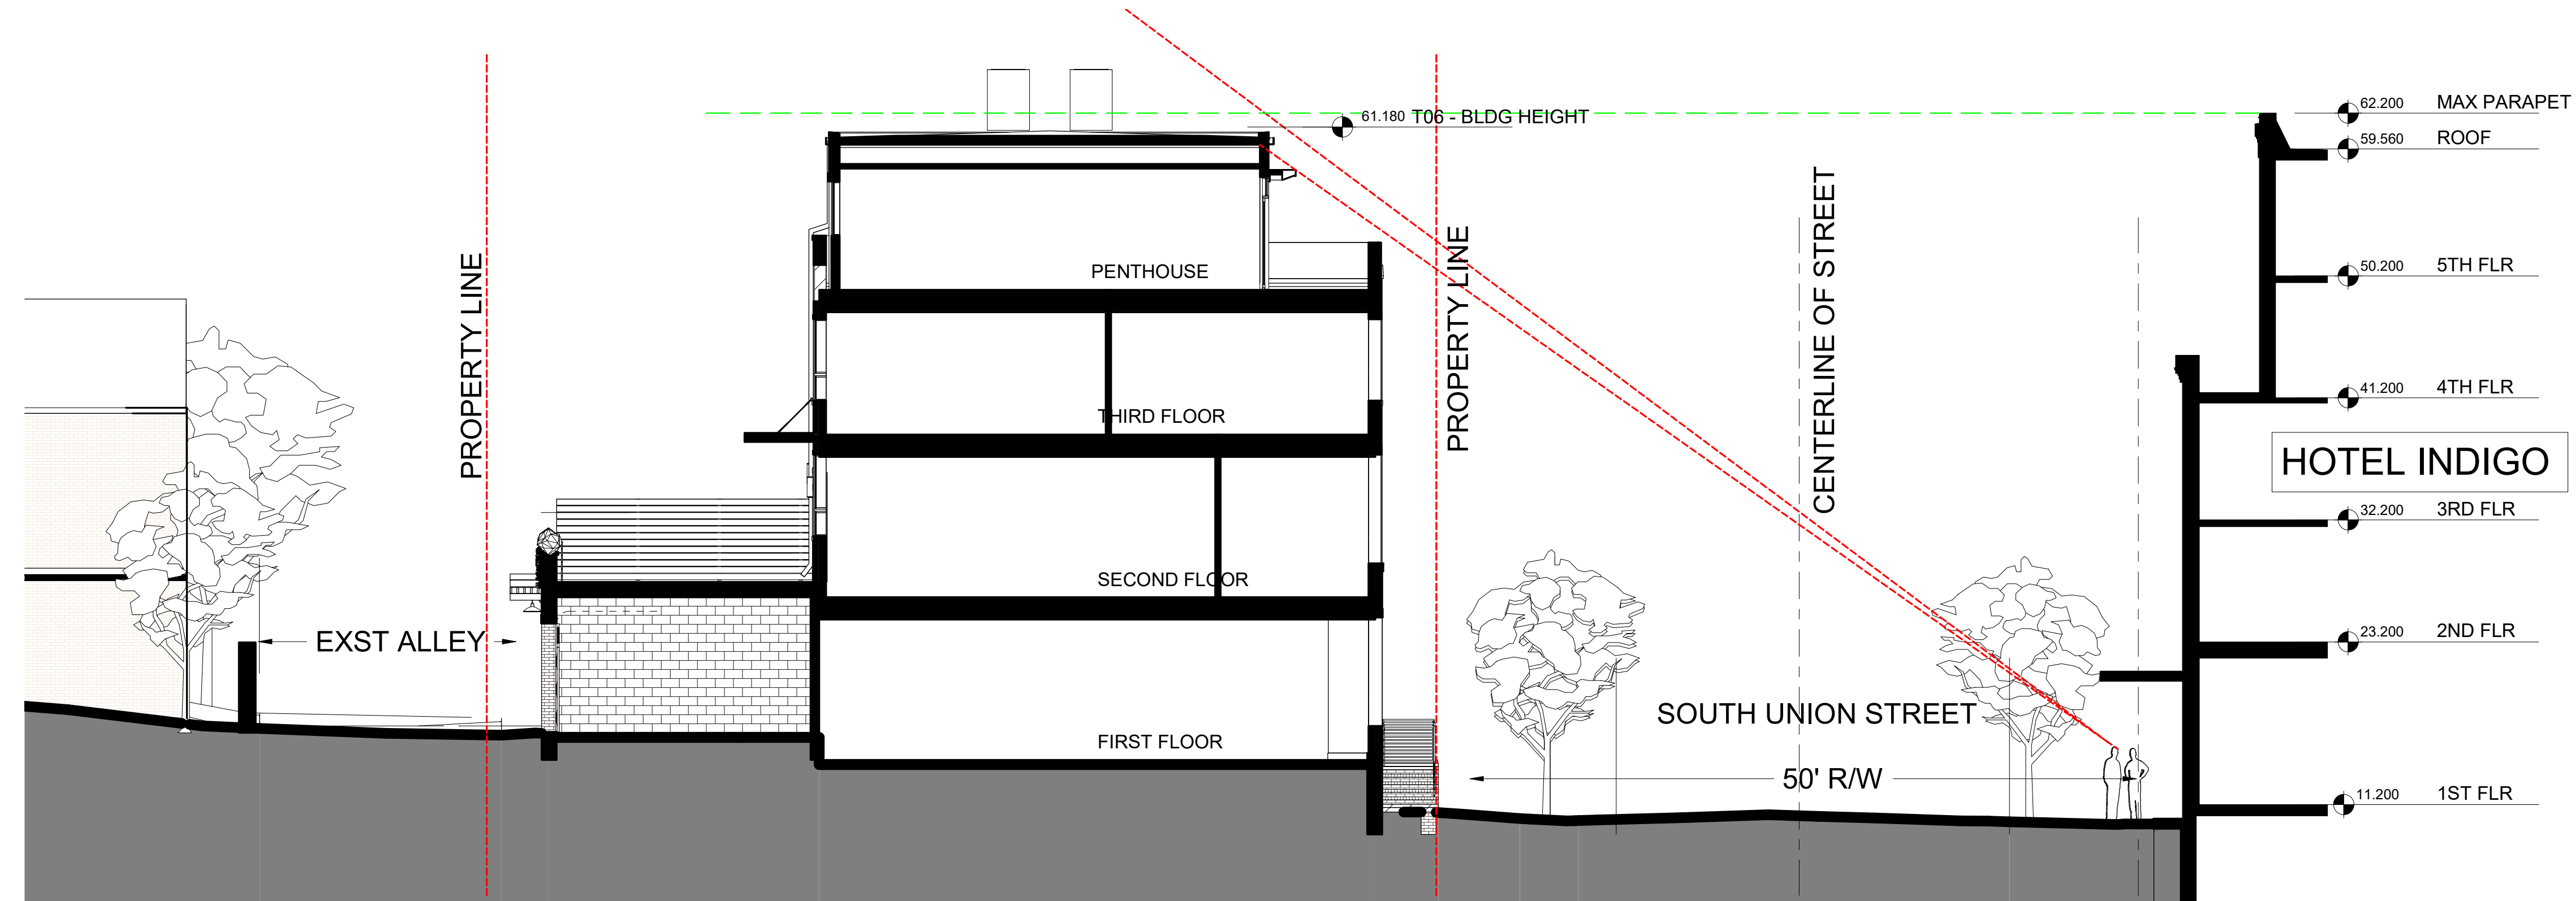 62.200 MAX PARAPET
61.180 T06 - BLDG HEIGHT
59.560 ROOF
PROPERTY LINE
PROPERTY LINE
CENTERLINE OF STREET
PENTHOUSE
50.200 5TH FLR
THIRD FLOOR
41.200 4TH FLR
HOTEL INDIGO
32.200 3RD FLR
SECOND FLOOR
EXST ALLEY
23.200 2ND FLR
SOUTH UNION STREET
FIRST FLOOR
50' R/W
11.200 1ST FLR